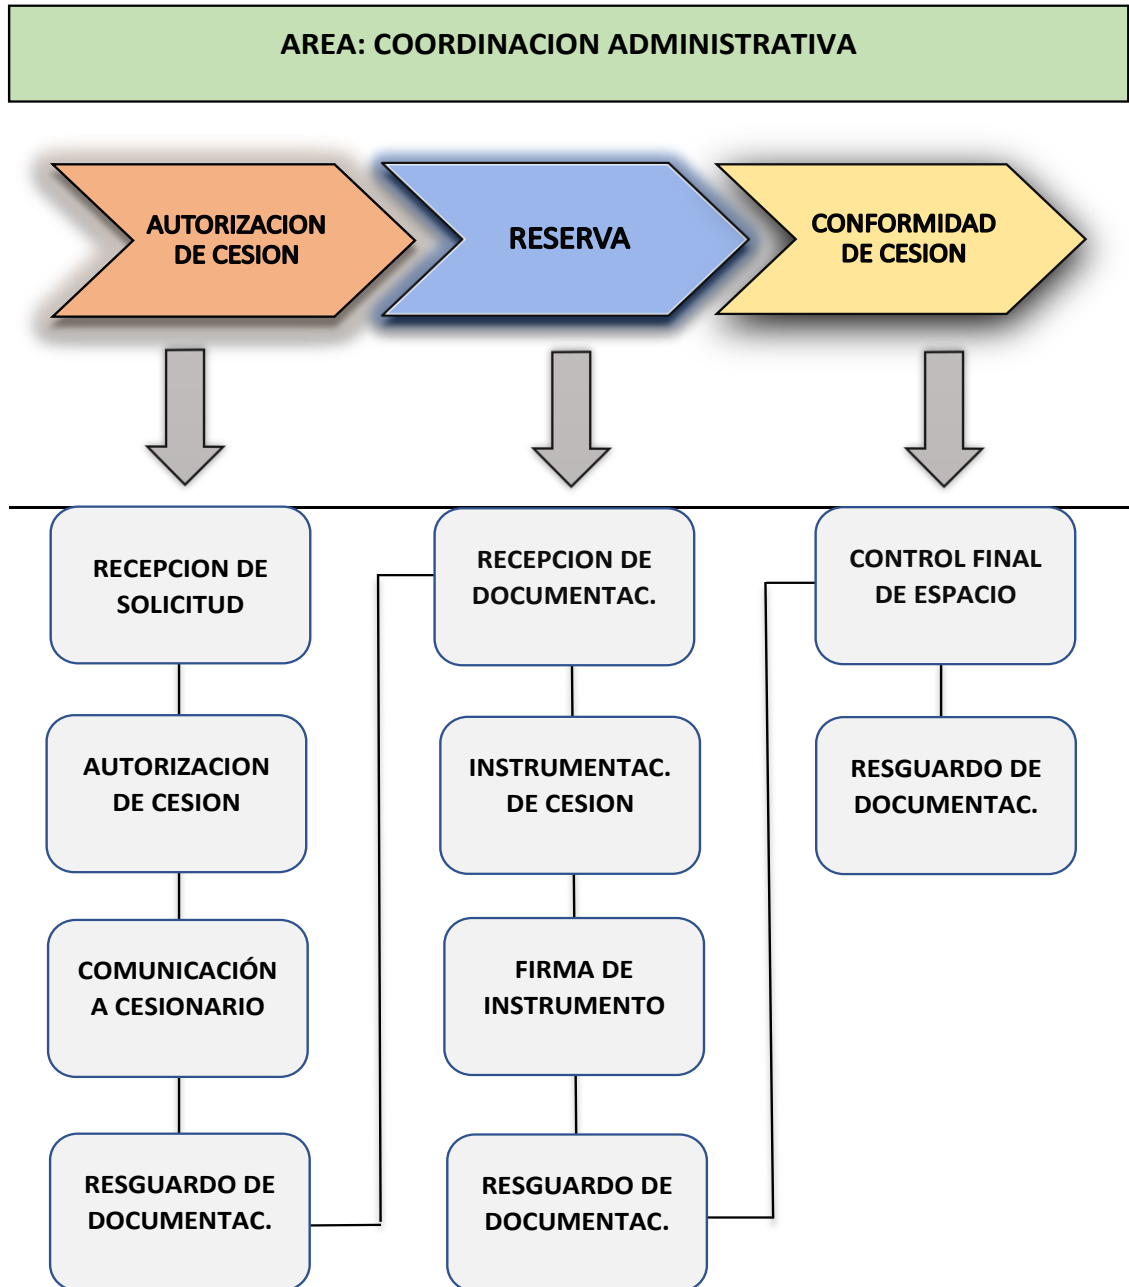 AREA: COORDINACION ADMINISTRATIVA
AUTORIZACION
DE CESION
RESERVA
CONFORMIDAD
DE CESION
RECEPCION DE
SOLICITUD
AUTORIZACION
DE CESION
COMUNICACIÓN
A CESIONARIO
RESGUARDO DE
DOCUMENTAC.
RECEPCION DE
DOCUMENTAC.
INSTRUMENTAC.
DE CESION
FIRMA DE
INSTRUMENTO
RESGUARDO DE
DOCUMENTAC.
CONTROL FINAL
DE ESPACIO
RESGUARDO DE
DOCUMENTAC.